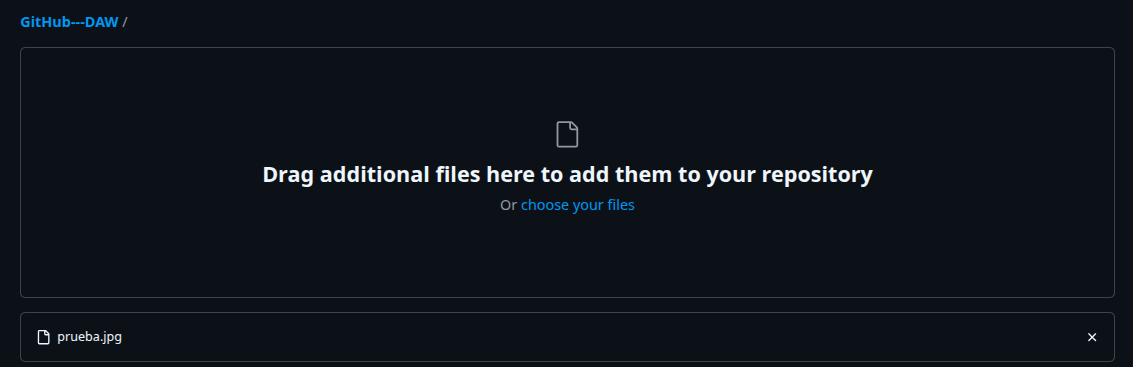 GitHub---DAW /
Drag additional files here to add them to your repository
Or choose your files
prueba.jpg